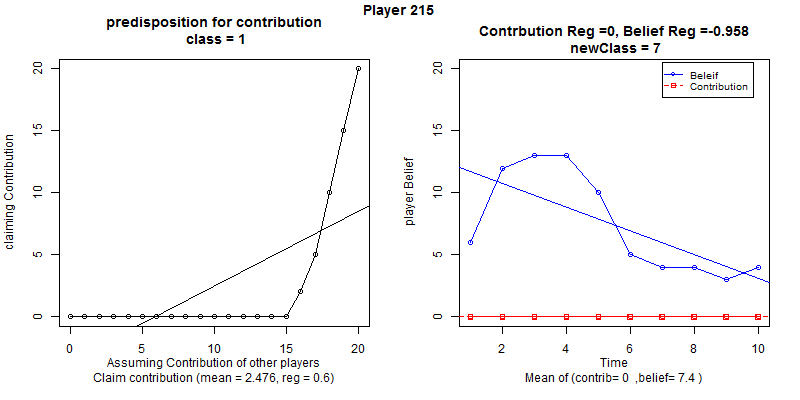 Player 215
predisposition for contribution
class = 1
claiming Contribution
0 5 10 15 20
0 5 10 15 20
Assuming Contribution of other players
Claim contribution (mean = 2.476, reg = 0.6)
Contrbution Reg =0, Belief Reg =-0.958
newClass = 7
Beleif
Contribution
player Belief
0 5 10 15 20
2 4 6 8 10
Time
Mean of (contrib= 0 ,belief= 7.4 )